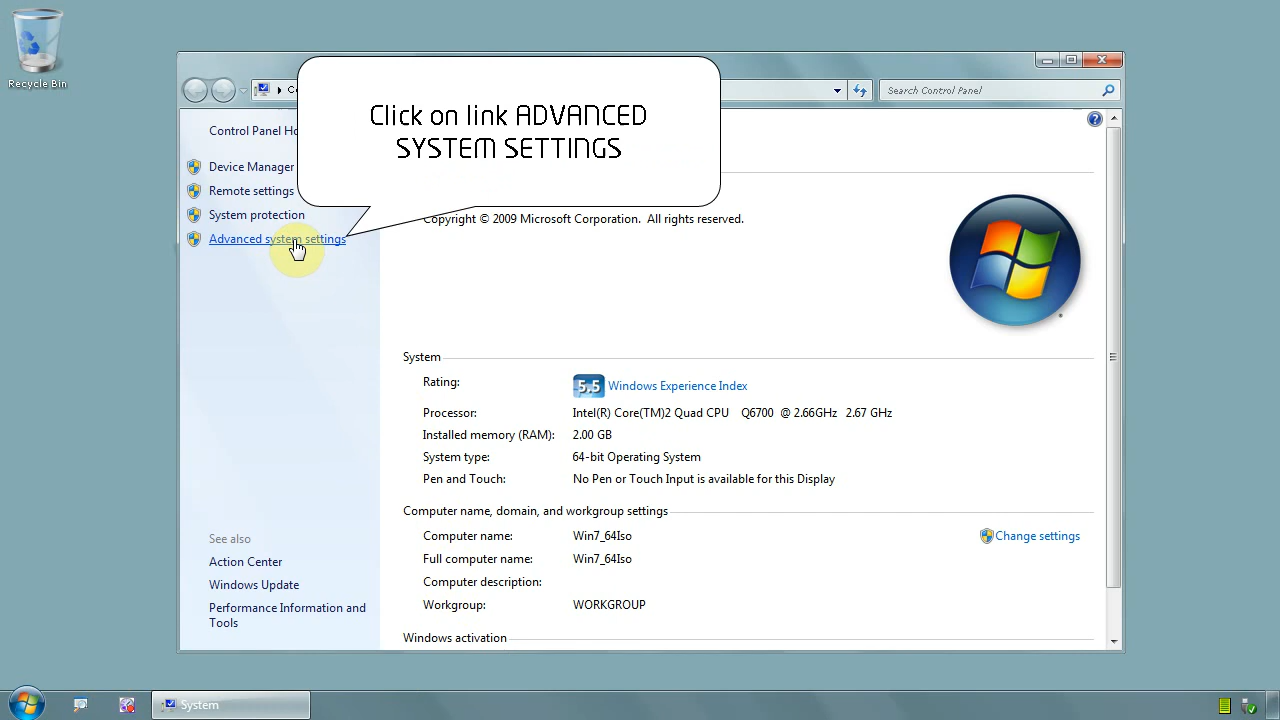 Recycle Bin
Search Control Panel
Click on link ADVANCED
SYSTEM SETTINGS
Control Panel Ho
Device Manager
Remote settings
System protection
Advanced system settings
Copyright © 2009 Microsoft Corporation. All rights reserved.
System
Rating: 5.5 Windows Experience Index
Processor: Intel(R) Core(TM)2 Quad CPU Q6700 @ 2.66GHz 2.67 GHz
Installed memory (RAM): 2.00 GB
System type: 64-bit Operating System
Pen and Touch: No Pen or Touch Input is available for this Display
Computer name, domain, and workgroup settings
Computer name: Win7_64Iso Change settings
Full computer name: Win7_64Iso
Computer description:
Workgroup: WORKGROUP
Windows activation
See also
Action Center
Windows Update
Performance Information and
Tools
System